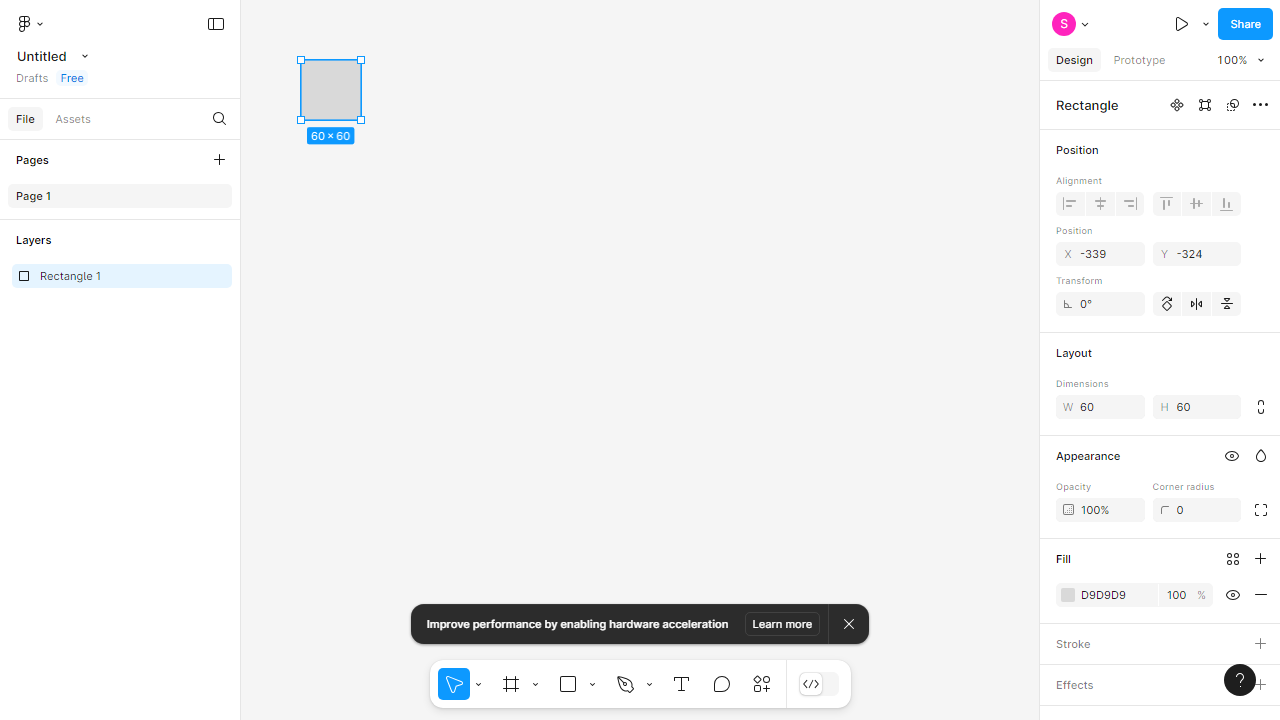 Untitled
Drafts Free
File Assets
Pages
Page 1
Layers
Rectangle 1
60 × 60
Improve performance by enabling hardware acceleration Learn more
S Share
Design Prototype 100%
Rectangle
Position
Alignment
Position
X -339 Y -324
Transform
0°
Layout
Dimensions
W 60 H 60
Appearance
Opacity Corner radius
100% 0
Fill
D9D9D9 100 %
Stroke
Effects
?